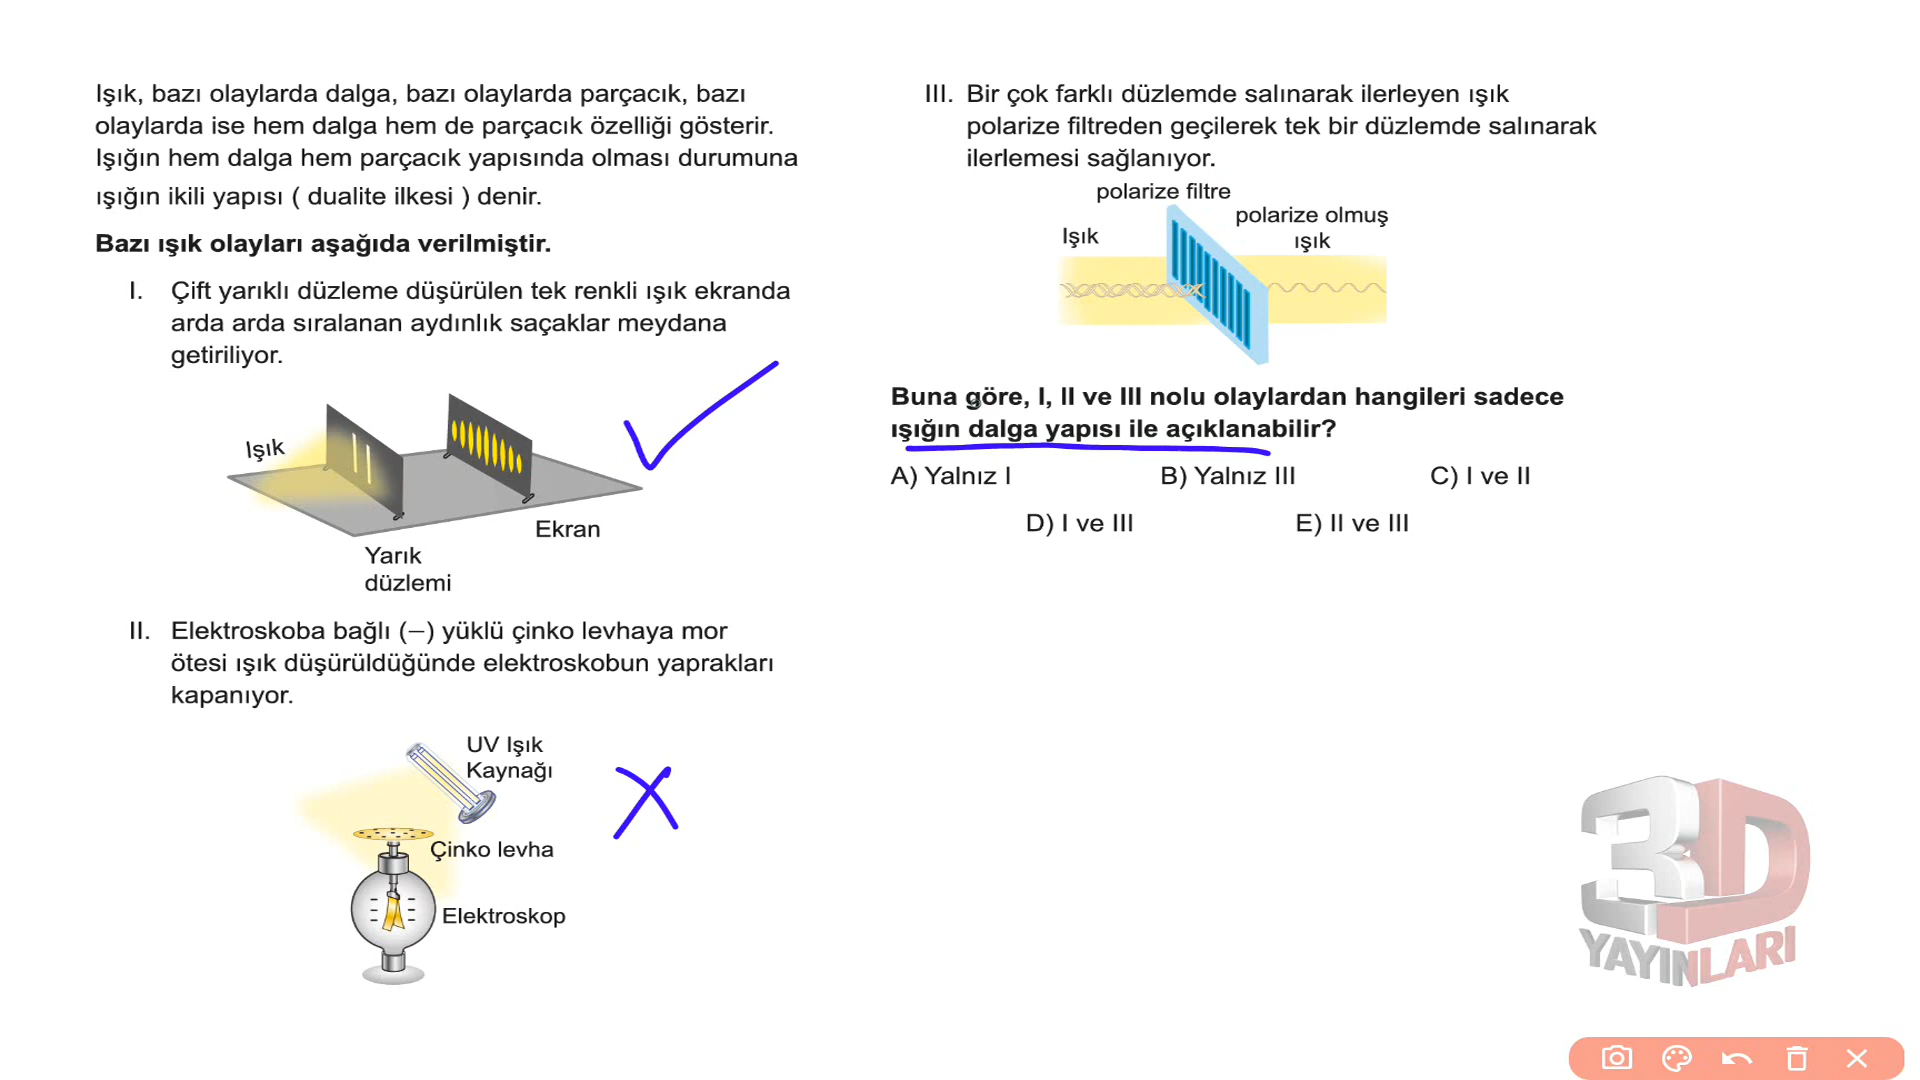 Işık, bazı olaylarda dalga, bazı olaylarda parçacık, bazı
olaylarda ise hem dalga hem de parçacık özelliği gösterir.
Işığın hem dalga hem parçacık yapısında olması durumuna
ışığın ikili yapısı ( dualite ilkesi ) denir.
Bazı ışık olayları aşağıda verilmiştir.
I. Çift yarıklı düzleme düşürülen tek renkli ışık ekranda
arda arda sıralanan aydınlık saçaklar meydana
getiriliyor.
Işık
Ekran
Yarık
düzlemi
II. Elektroskoba bağlı (−) yüklü çinko levhaya mor
ötesi ışık düşürüldüğünde elektroskobun yaprakları
kapanıyor.
UV Işık
Kaynağı
Çinko levha
Elektroskop
III. Bir çok farklı düzlemde salınarak ilerleyen ışık
polarize filtreden geçilerek tek bir düzlemde salınarak
ilerlemesi sağlanıyor.
polarize filtre
polarize olmuş
ışık
Işık
Buna göre, I, II ve III nolu olaylardan hangileri sadece
ışığın dalga yapısı ile açıklanabilir?
A) Yalnız I B) Yalnız III C) I ve II
D) I ve III E) II ve III
3D
YAYINLARI